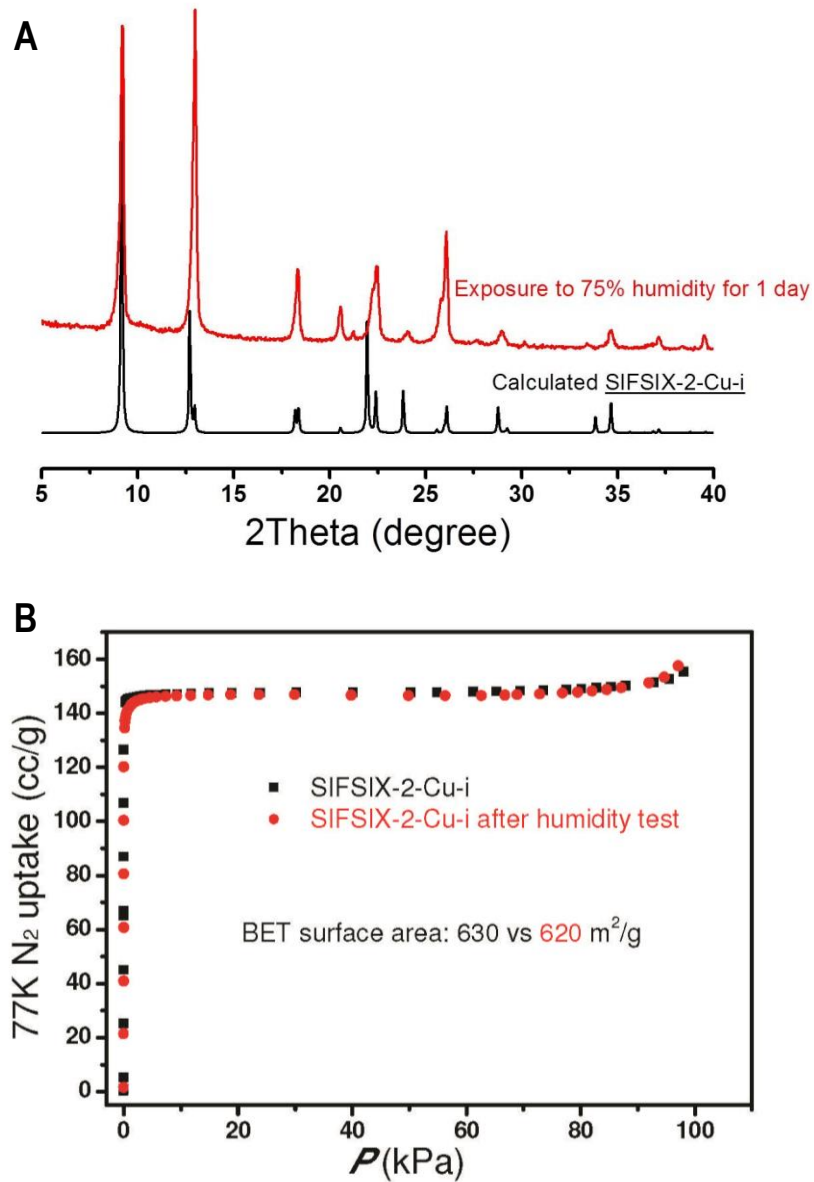 A
Exposure to 75% humidity for 1 day
Calculated SIFSIX-2-Cu-i
5 10 15 20 25 30 35 40
2Theta (degree)
B
160
140
120
100
80
60
40
20
0
77K N₂ uptake (cc/g)
SIFSIX-2-Cu-i
SIFSIX-2-Cu-i after humidity test
BET surface area: 630 vs 620 m²/g
0 20 40 60 80 100
P (kPa)